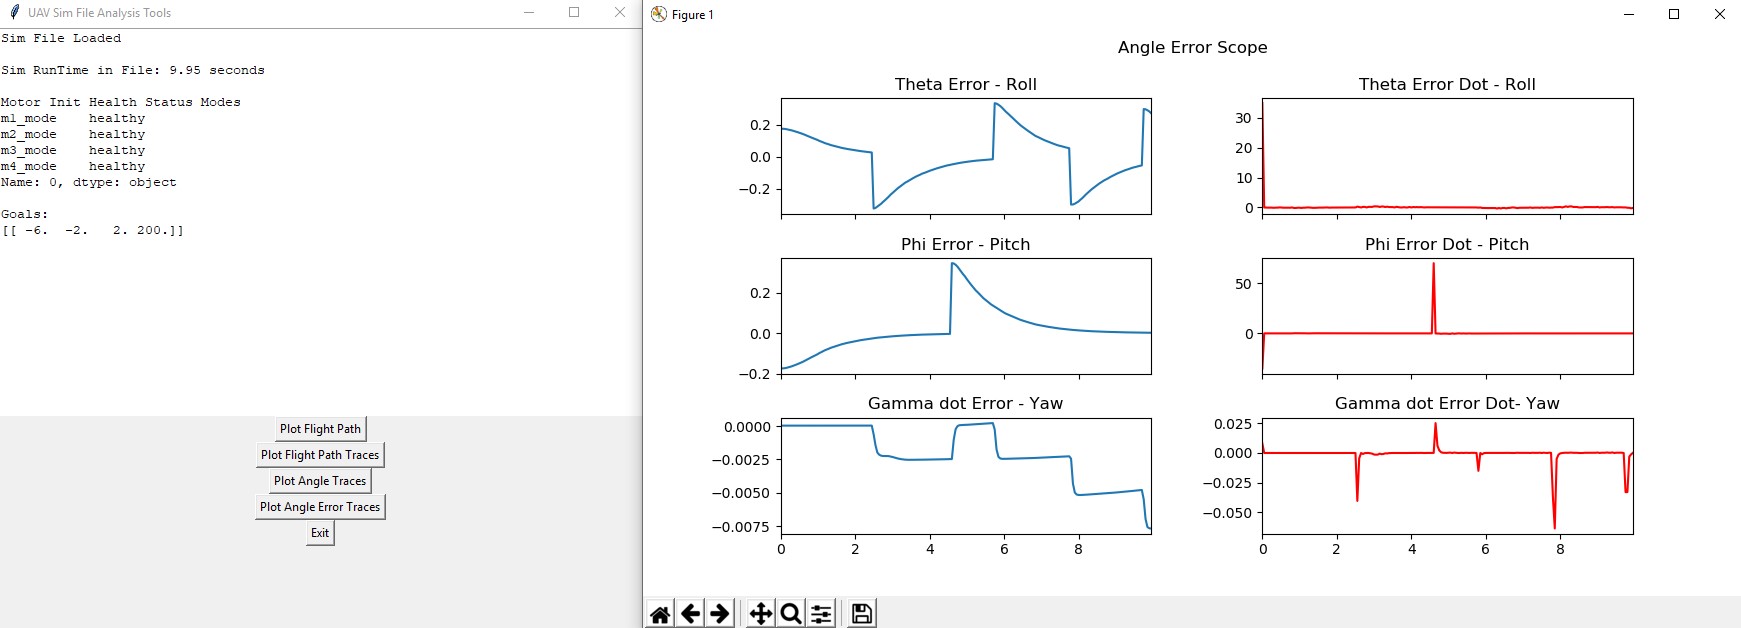 UAV Sim File Analysis Tools
Sim File Loaded
Sim RunTime in File: 9.95 seconds
Motor Init Health Status Modes
m1_mode    healthy
m2_mode    healthy
m3_mode    healthy
m4_mode    healthy
Name: 0, dtype: object
Goals:
[[ -6.  -2.   2. 200.]]
Plot Flight Path
Plot Flight Path Traces
Plot Angle Traces
Plot Angle Error Traces
Exit
Figure 1
Angle Error Scope
Theta Error - Roll
0.2
0.0
−0.2
Theta Error Dot - Roll
30
20
10
0
Phi Error - Pitch
0.2
0.0
−0.2
Phi Error Dot - Pitch
50
0
Gamma dot Error - Yaw
0.0000
−0.0025
−0.0050
−0.0075
0 2 4 6 8
Gamma dot Error Dot- Yaw
0.025
0.000
−0.025
−0.050
0 2 4 6 8